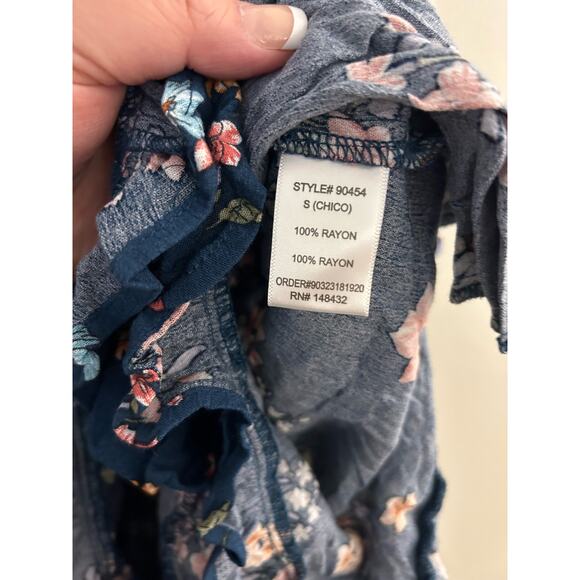 STYLE# 90454
S (CHICO)
100% RAYON
100% RAYON
ORDER#90323181920
RN# 148432